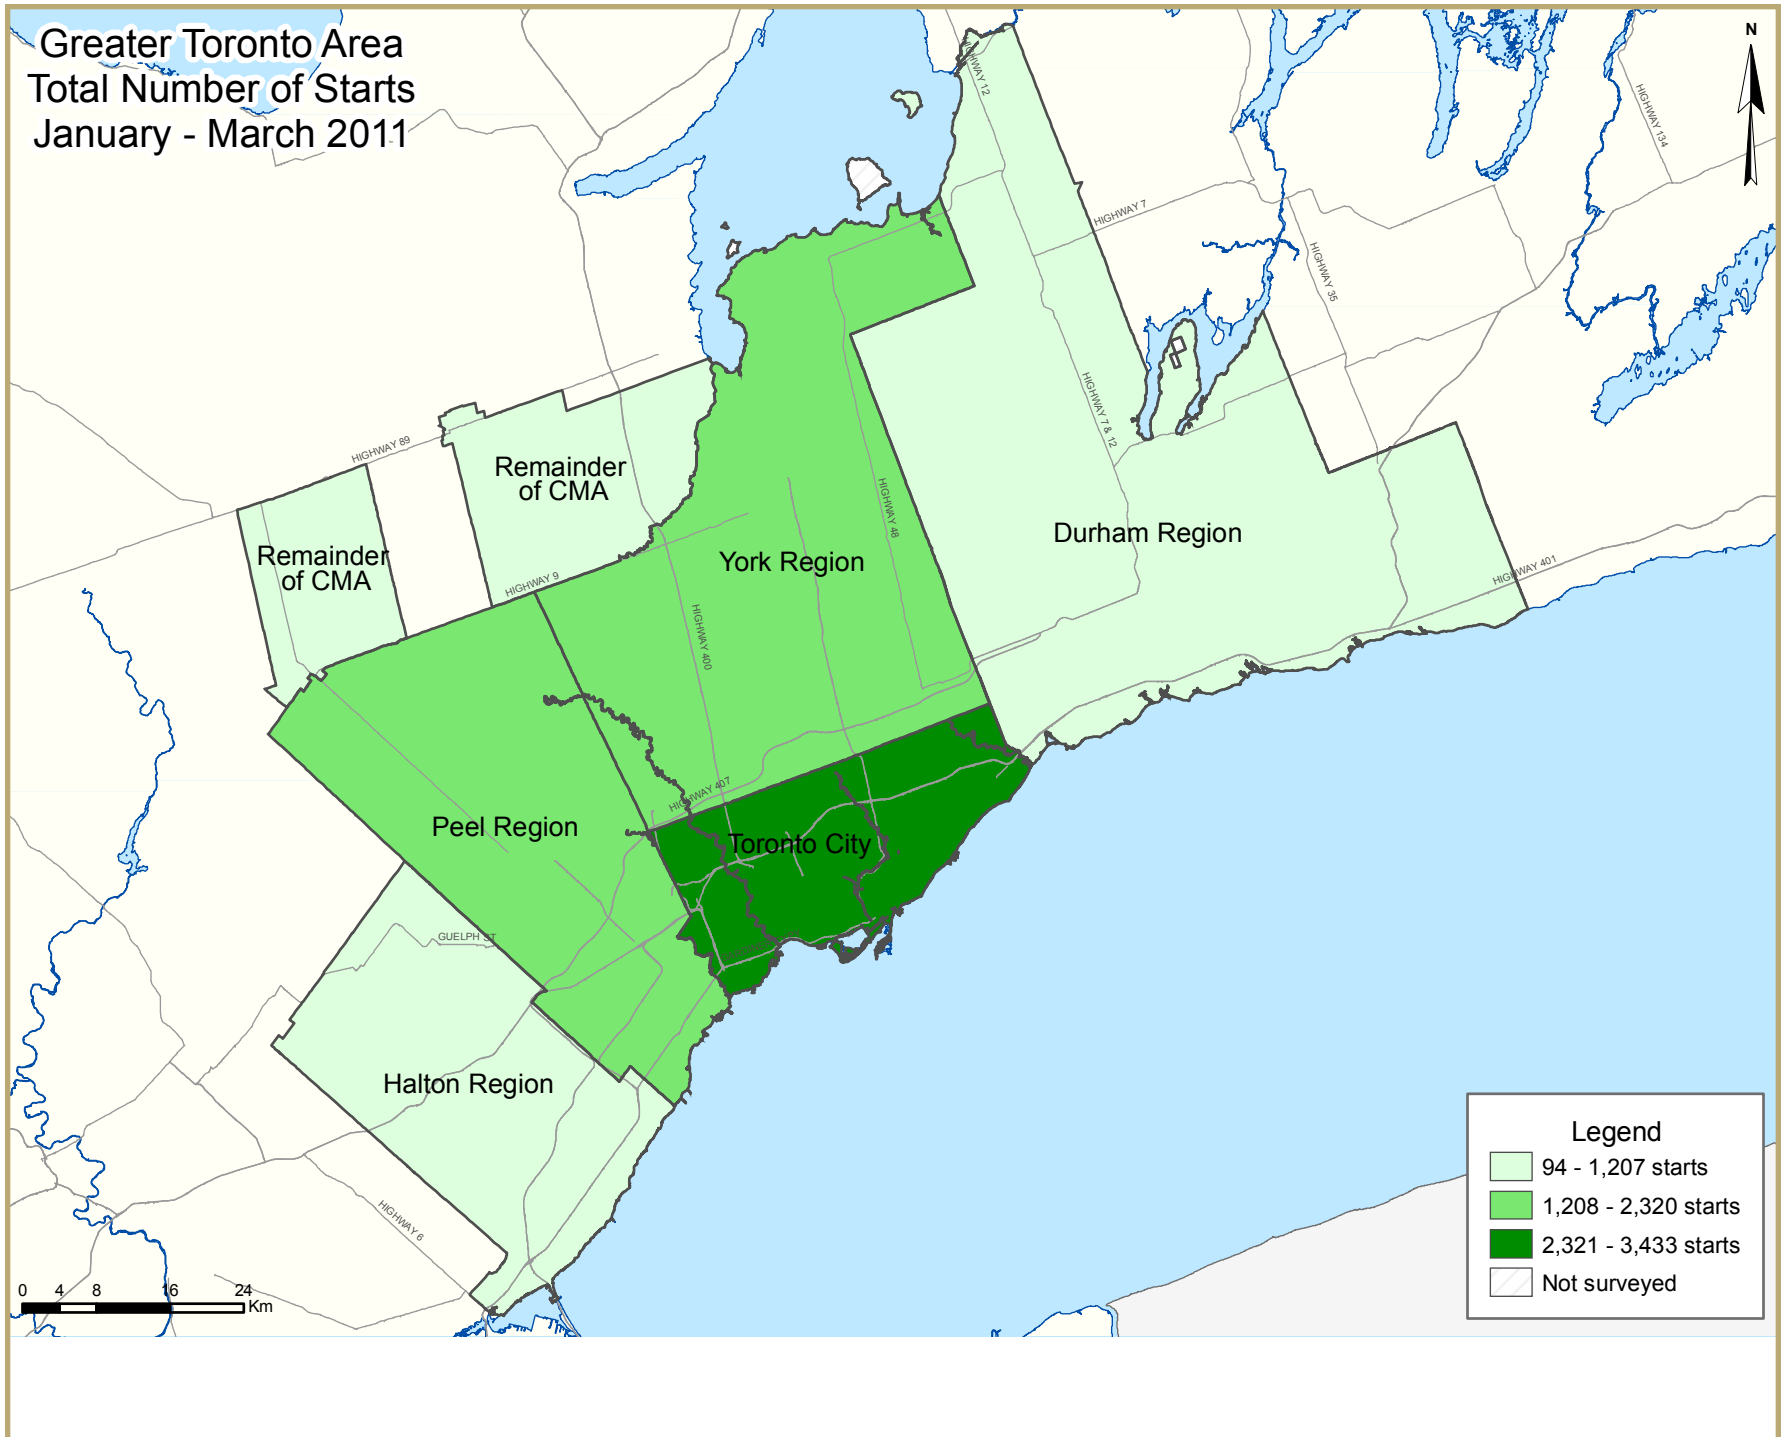 Greater Toronto Area
Total Number of Starts
January - March 2011
N
HIGHWAY 12
HIGHWAY 134
HIGHWAY 7
HIGHWAY 35
HIGHWAY 7 & 12
HIGHWAY 89
Remainder
of CMA
HIGHWAY 48
Durham Region
Remainder
of CMA
York Region
HIGHWAY 9
HIGHWAY 401
HIGHWAY 400
HIGHWAY 407
Peel Region
Toronto City
GUELPH ST
Halton Region
HIGHWAY 6
Legend
94 - 1,207 starts
1,208 - 2,320 starts
2,321 - 3,433 starts
Not surveyed
0 4 8 16 24
Km